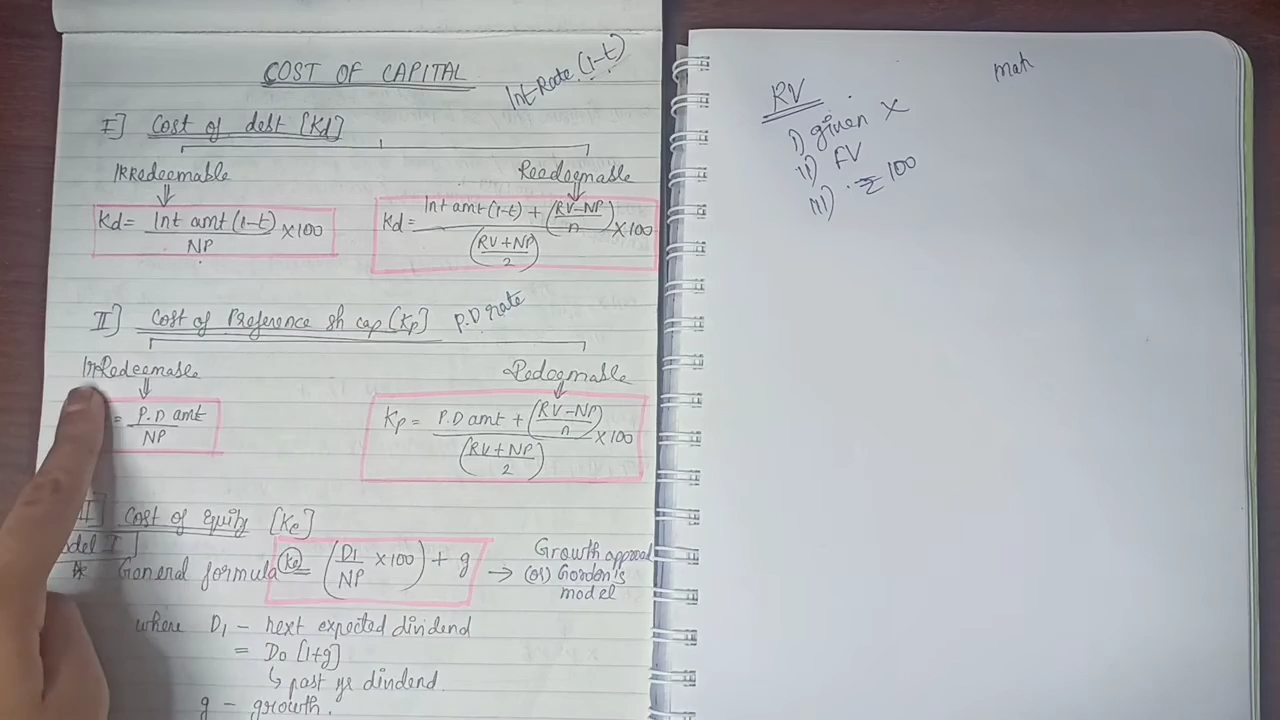 COST OF CAPITAL
Int Rate (1-t)
I] Cost of debt [Kd]
Irredeemable Reedeemable
Kd = Int amt (1-t) / NP × 100
Kd = Int amt (1-t) + (RV-NP / n) / (RV+NP / 2) × 100
II] Cost of Preference sh cap [Kp] P.D rate
IrRedeemable Redeemable
= P.D amt / NP
Kp = P.D amt + (RV-NP / n) / (RV+NP / 2) × 100
Cost of Equity [Ke]
General formula Ke = (D1 / NP × 100) + g → Growth approach
(or) Gordon's
model
where D1 - next expected dividend
= D0 [1+g]
↳ past yr dividend.
g - growth.
mat
RV
i) given ×
ii) FV
iii) 100